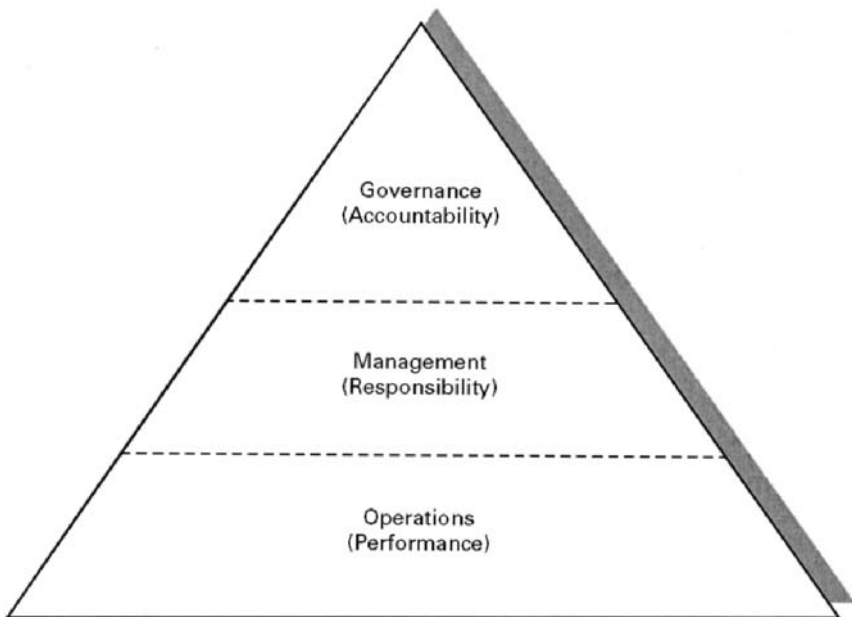 Governance
(Accountability)
Management
(Responsibility)
Operations
(Performance)